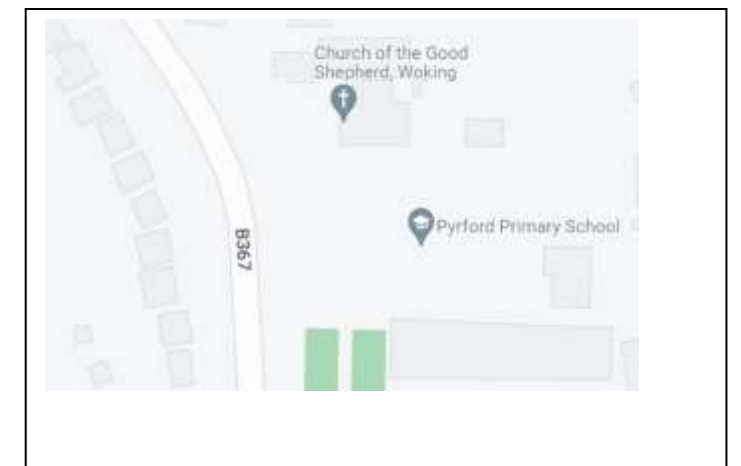 Church of the Good
Shepherd, Woking
Pyrford Primary School
B367